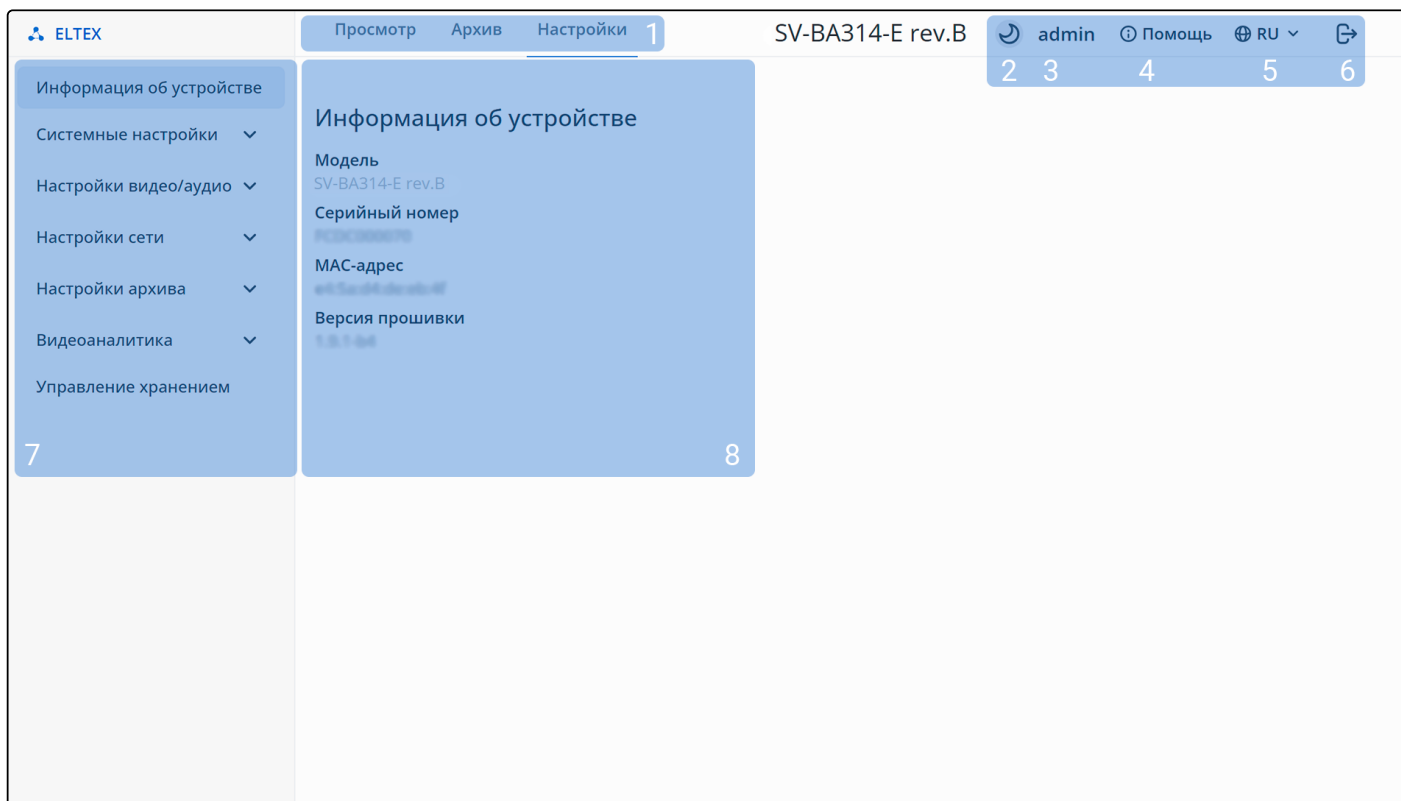 ELTEX
Просмотр Архив Настройки 1
SV-BA314-E rev.B
admin Помощь RU
2 3 4 5 6
Информация об устройстве
Системные настройки
Настройки видео/аудио
Настройки сети
Настройки архива
Видеоаналитика
Управление хранением
7
Информация об устройстве
Модель
SV-BA314-E rev.B
Серийный номер
MAC-адрес
Версия прошивки
8